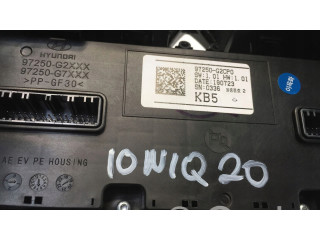 HYUNDAI
97250-G2XXX
97250-G7XXX
>PP-GF30<
97250-G2CP0
SW:1.01 HW:1.01
DATE:190723
SN:0336
KB5
AE EV PE HOUSING
IONIQ 20